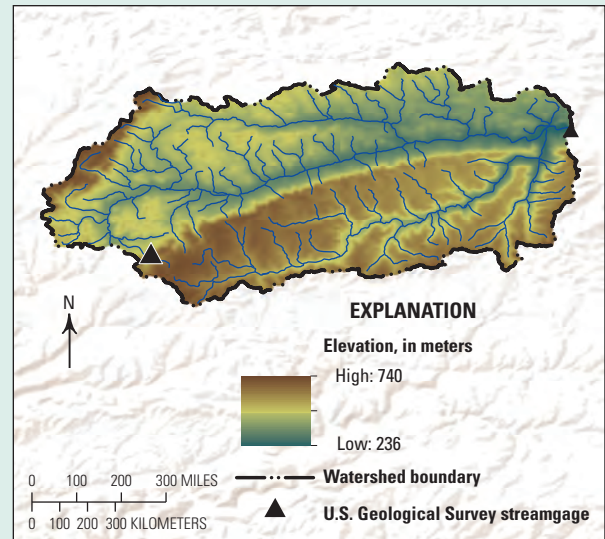 N
EXPLANATION
Elevation, in meters
High: 740
Low: 236
Watershed boundary
U.S. Geological Survey streamgage
0 100 200 300 MILES
0 100 200 300 KILOMETERS